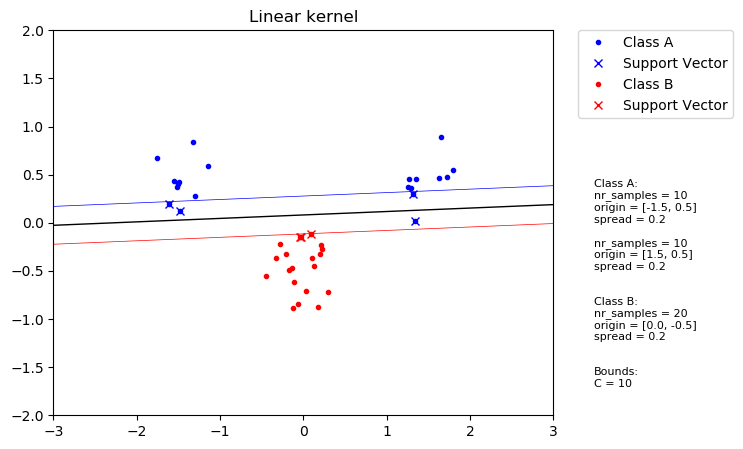 Linear kernel
2.0
1.5
1.0
0.5
0.0
−0.5
−1.0
−1.5
−2.0
−3
−2
−1
0
1
2
3
Class A
Support Vector
Class B
Support Vector
Class A:
nr_samples = 10
origin = [-1.5, 0.5]
spread = 0.2
nr_samples = 10
origin = [1.5, 0.5]
spread = 0.2
Class B:
nr_samples = 20
origin = [0.0, -0.5]
spread = 0.2
Bounds:
C = 10